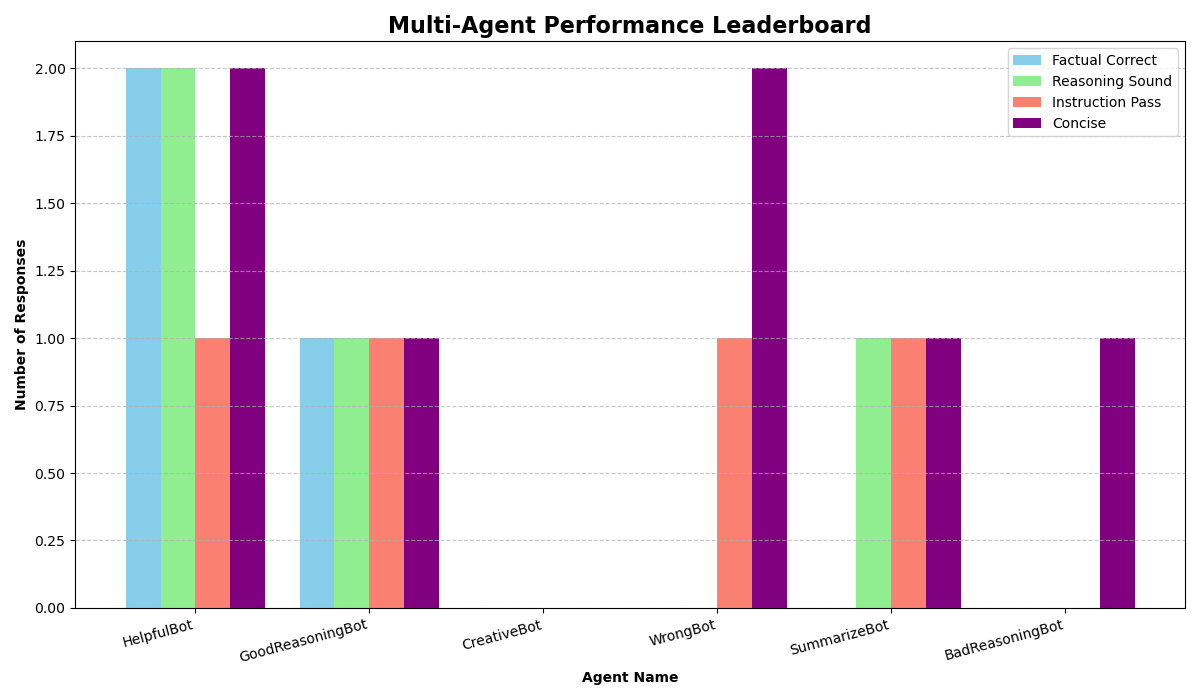 Multi-Agent Performance Leaderboard
Factual Correct
Reasoning Sound
Instruction Pass
Concise
Number of Responses
2.00
1.75
1.50
1.25
1.00
0.75
0.50
0.25
0.00
HelpfulBot
GoodReasoningBot
CreativeBot
WrongBot
SummarizeBot
BadReasoningBot
Agent Name